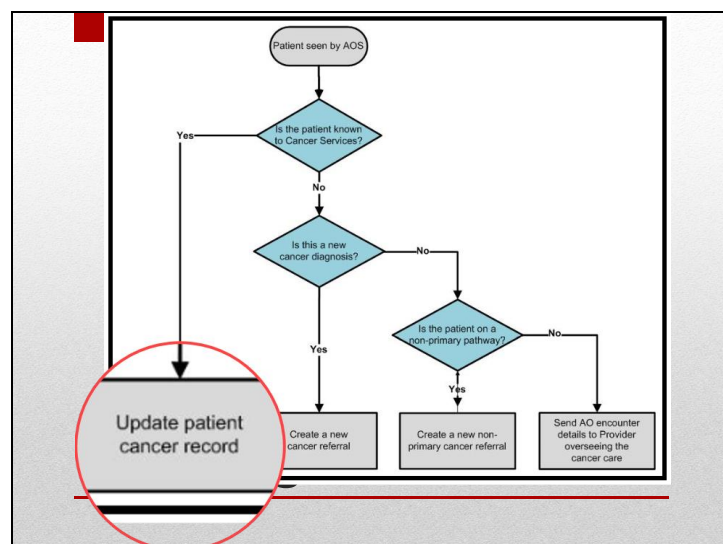 Patient seen by AOS
Is the patient known
to Cancer Services?
Yes
No
Is this a new
cancer diagnosis?
No
Is the patient on a
non-primary pathway?
No
Yes
Yes
Update patient
cancer record
Create a new
cancer referral
Create a new non-
primary cancer referral
Send AO encounter
details to Provider
overseeing the
cancer care